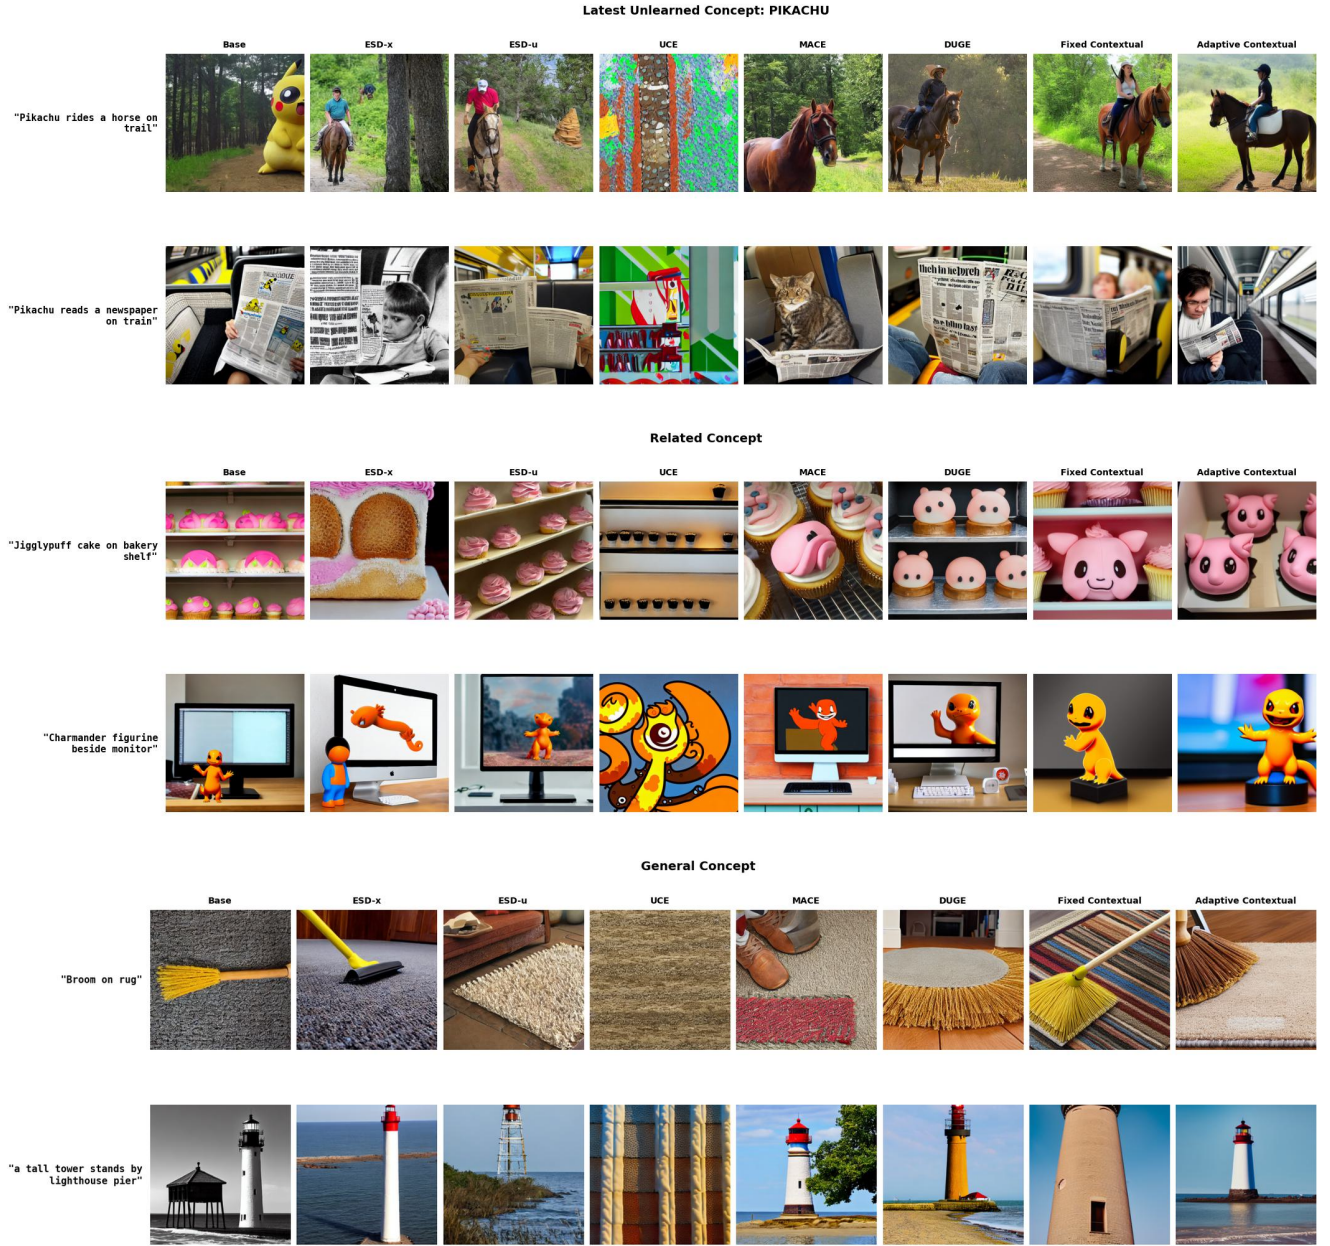 Latest Unlearned Concept: PIKACHU
Base ESD-x ESD-u UCE MACE DUGE Fixed Contextual Adaptive Contextual
"Pikachu rides a horse on
trail"
"Pikachu reads a newspaper
on train"
Related Concept
Base ESD-x ESD-u UCE MACE DUGE Fixed Contextual Adaptive Contextual
"Jigglypuff cake on bakery
shelf"
"Charmander figurine
beside monitor"
General Concept
Base ESD-x ESD-u UCE MACE DUGE Fixed Contextual Adaptive Contextual
"Broom on rug"
"a tall tower stands by
lighthouse pier"